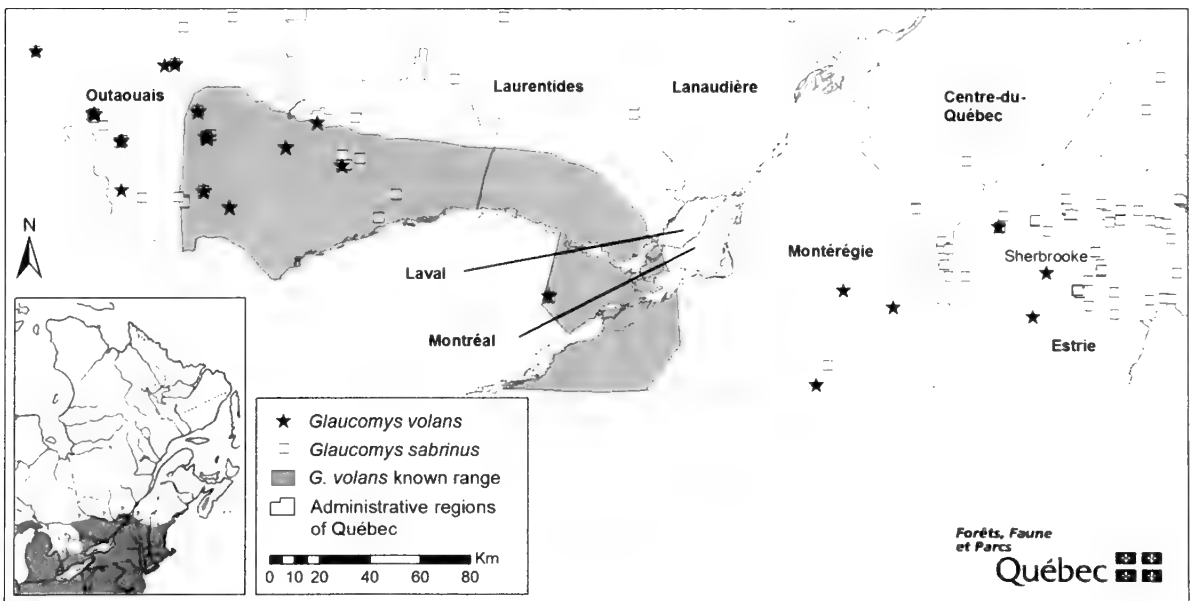 Outaouais
Laurentides
Lanaudière
Centre-du-
Québec
N
Laval
Montérégie
Sherbrooke
Montréal
Estrie
Glaucomys volans
Glaucomys sabrinus
G. volans known range
Administrative regions
of Québec
Km
0 10 20 40 60 80
Forêts, Faune
et Parcs
Québec